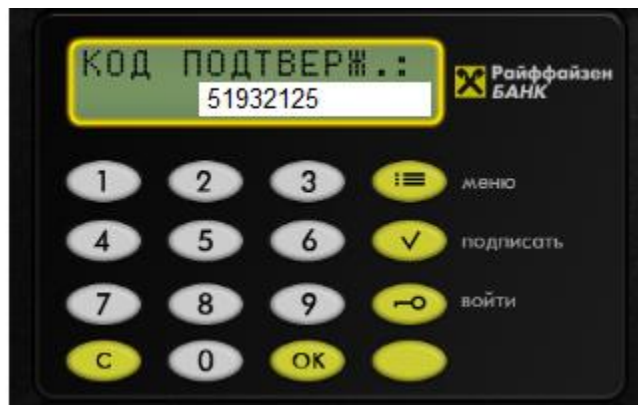 КОД ПОДТВЕРЖ.:
51932125
Райффайзен
БАНК
1 2 3 меню
4 5 6 подписать
7 8 9 войти
C 0 OK